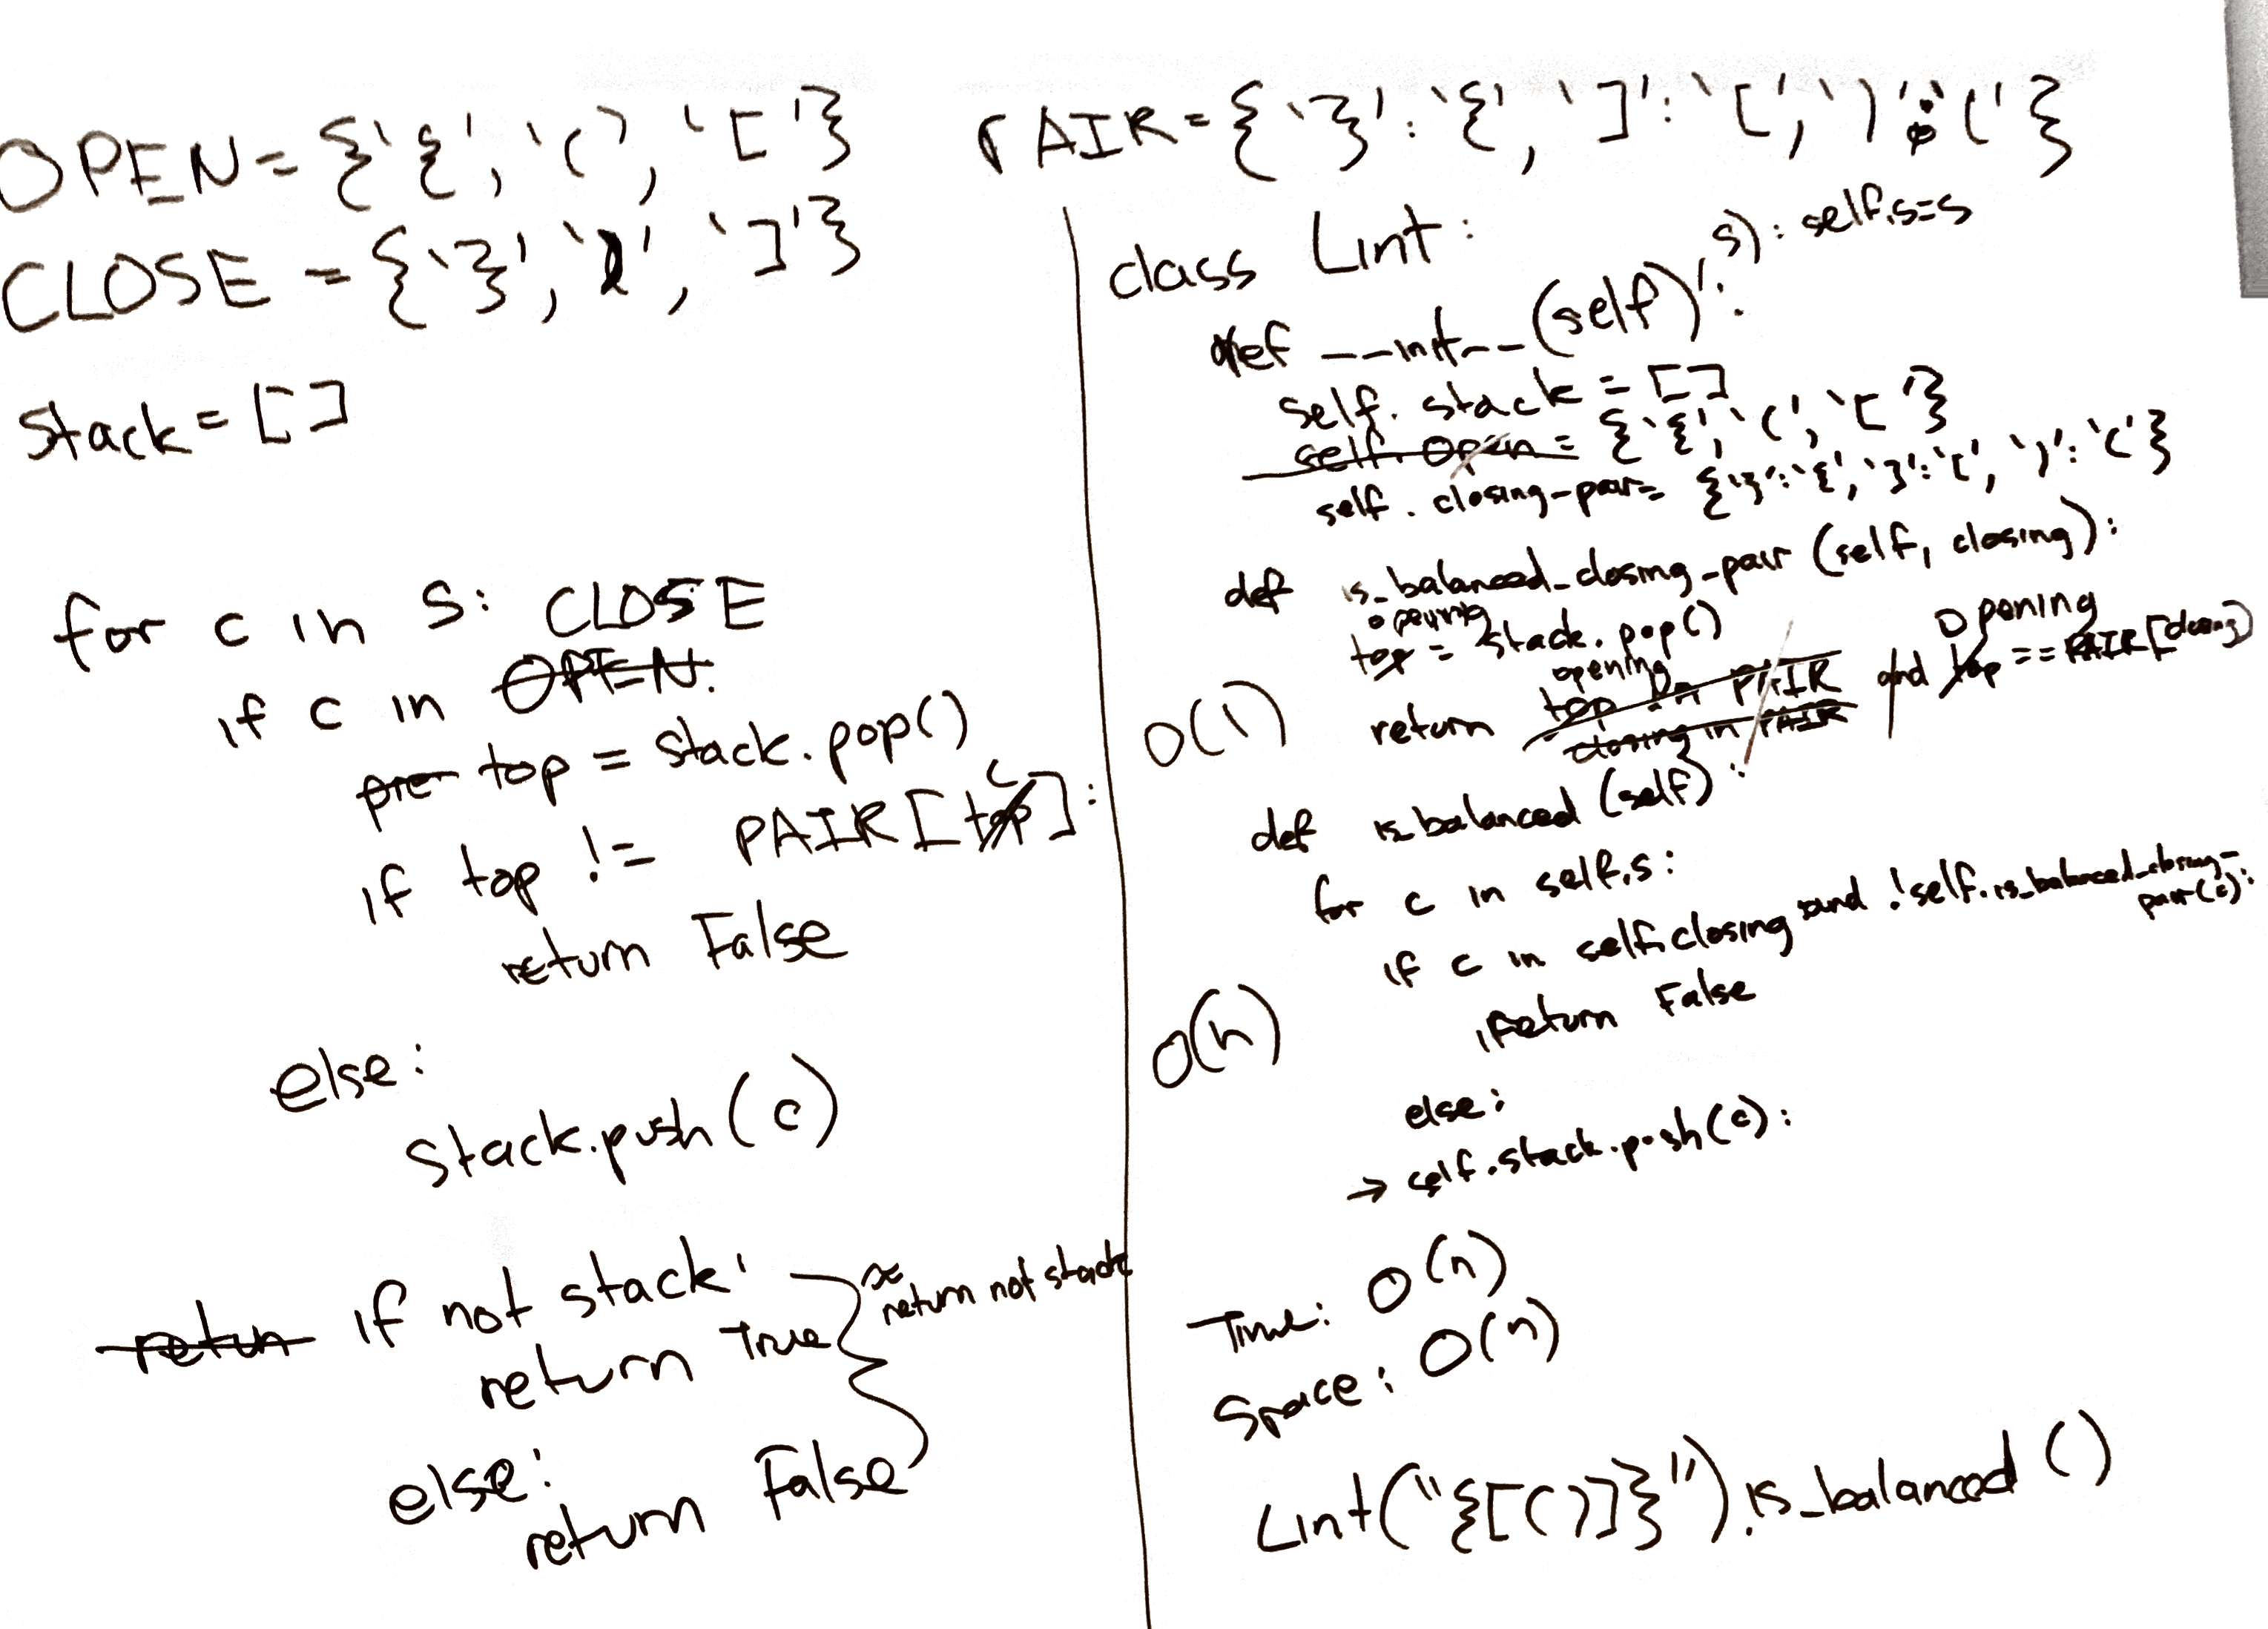 OPEN = {'{', '(', '['}
CLOSE = {'}', ')', ']'}
PAIR = {'}': '{', ']': '[', ')': '('}
stack = []
for c in s: CLOSE
if c in OPEN:
pre top = stack.pop()
if top != PAIR[top c]:
return False
else:
stack.push(c)
return if not stack:
return True
else:
return False
≈ return not stack
class Lint:
def __init__(self): , s): self.s=s
self.stack = []
self.open = {'{', '(', '['}
self.closing_pair = {'}':'{', ']':'[', ')':'('}
def is_balanced_closing_pair (self, closing):
opening
top = stack.pop()
opening opening
O(1) return top in PAIR and top == PAIR[closing]
closing in PAIR
def is_balanced (self):
for c in self.s:
if c in self.closing and !self.is_balanced_closing_
pair(c):
return False
O(n)
else:
→ self.stack.push(c):
Time: O(n)
Space: O(n)
Lint("{[()]}").is_balanced()